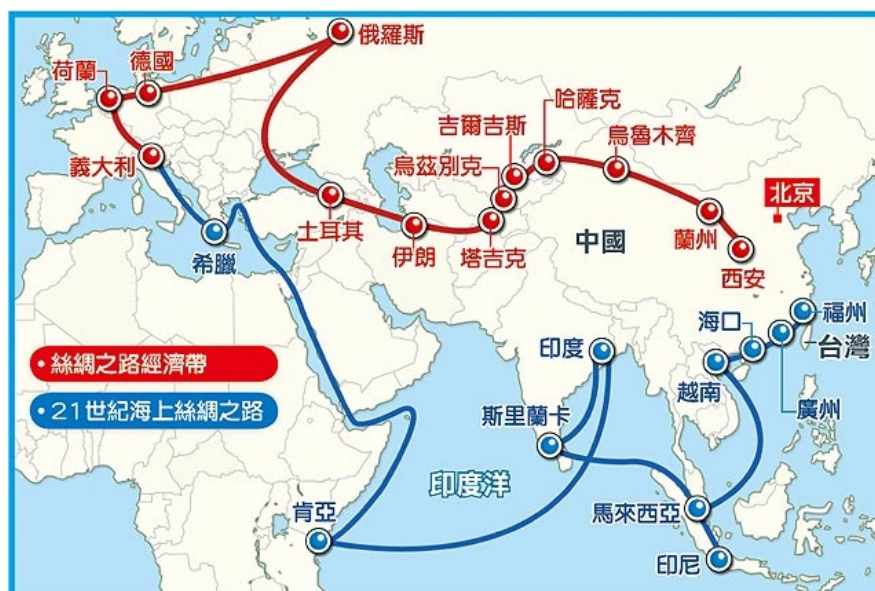 俄羅斯
德國
荷蘭
哈薩克
吉爾吉斯
烏魯木齊
烏茲別克
義大利
北京
土耳其
伊朗
塔吉克
中國
蘭州
希臘
西安
海口
福州
印度
台灣
• 絲綢之路經濟帶
越南
• 21世紀海上絲綢之路
廣州
斯里蘭卡
印度洋
肯亞
馬來西亞
印尼